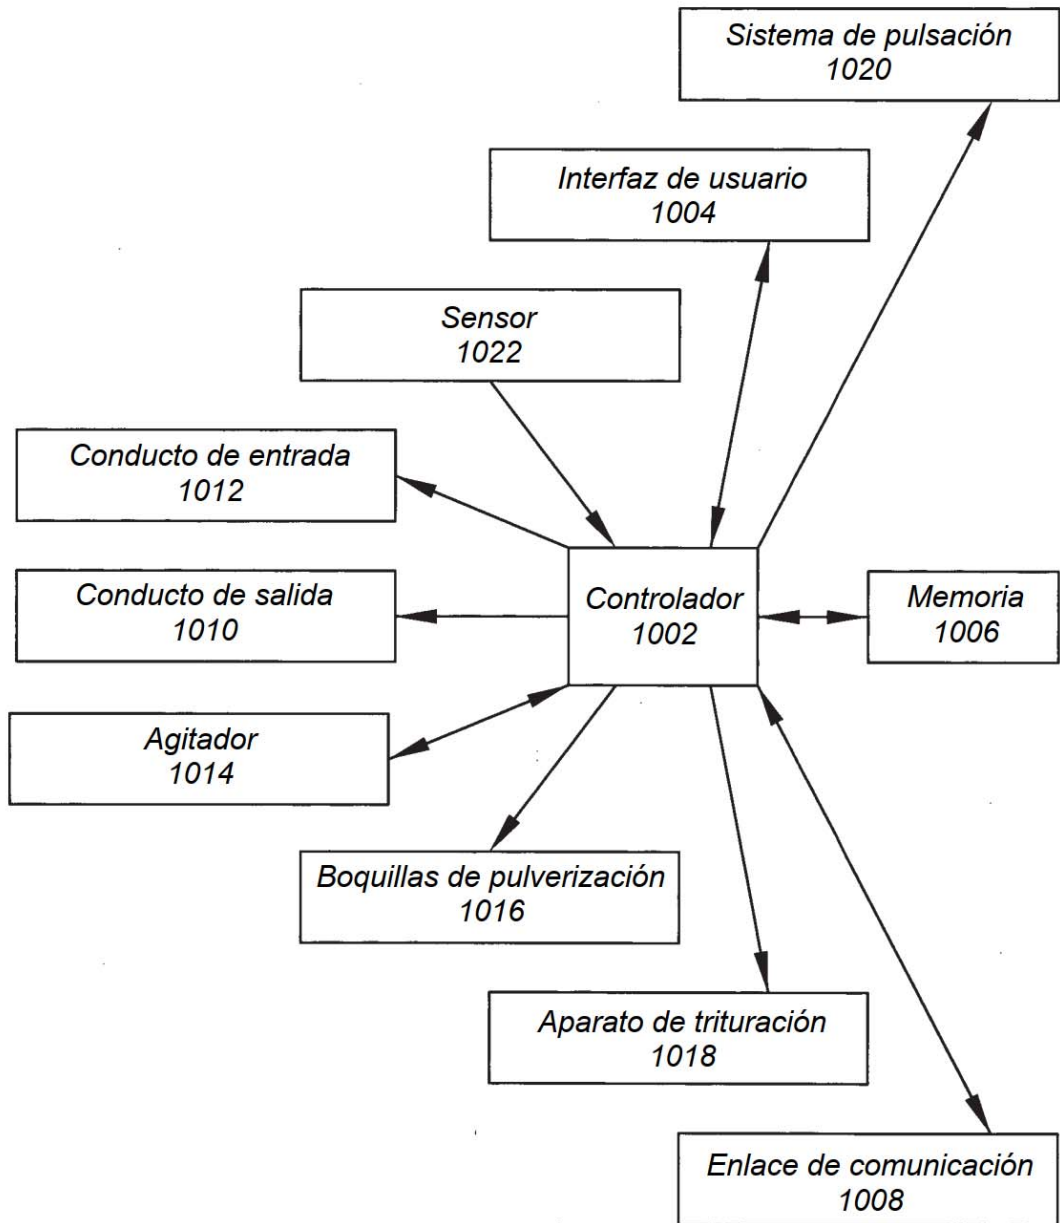 Sistema de pulsación
1020
Interfaz de usuario
1004
Sensor
1022
Conducto de entrada
1012
Conducto de salida
1010
Controlador
1002
Memoria
1006
Agitador
1014
Boquillas de pulverización
1016
Aparato de trituración
1018
Enlace de comunicación
1008